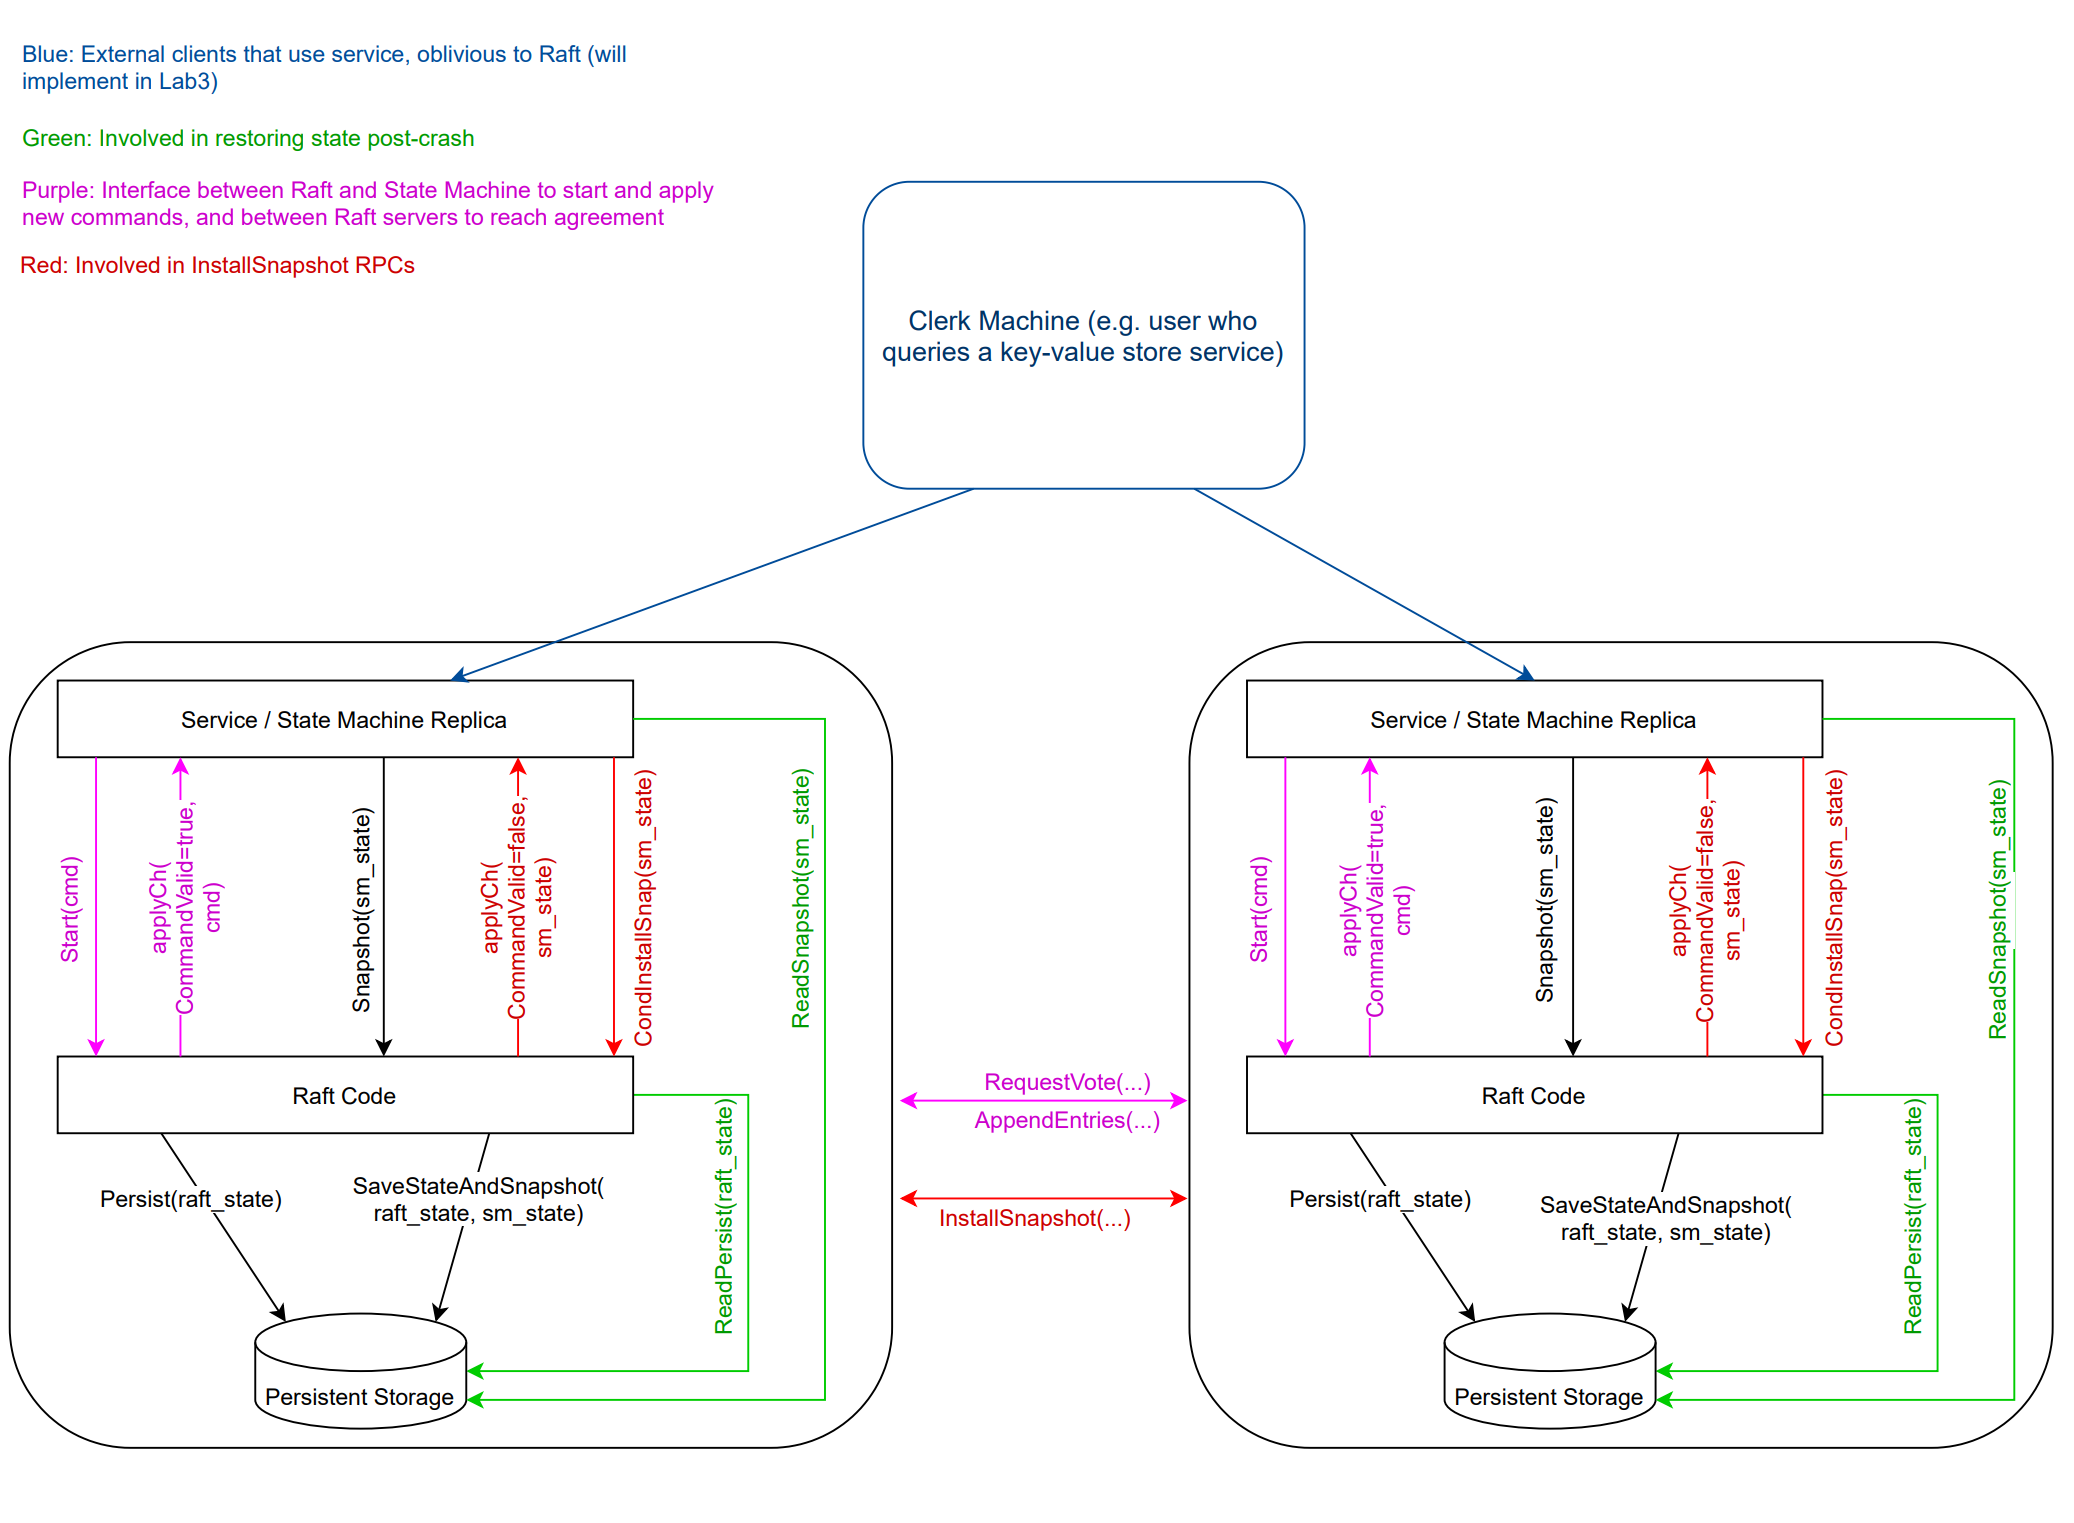 Blue: External clients that use service, oblivious to Raft (will
implement in Lab3)
Green: Involved in restoring state post-crash
Purple: Interface between Raft and State Machine to start and apply
new commands, and between Raft servers to reach agreement
Red: Involved in InstallSnapshot RPCs
Clerk Machine (e.g. user who
queries a key-value store service)
Service / State Machine Replica
Start(cmd)
applyCh(
CommandValid=true,
cmd)
Snapshot(sm_state)
applyCh(
CommandValid=false,
sm_state)
CondInstallSnap(sm_state)
ReadSnapshot(sm_state)
Raft Code
Persist(raft_state)
SaveStateAndSnapshot(
raft_state, sm_state)
ReadPersist(raft_state)
Persistent Storage
RequestVote(...)
AppendEntries(...)
InstallSnapshot(...)
Service / State Machine Replica
Start(cmd)
applyCh(
CommandValid=true,
cmd)
Snapshot(sm_state)
applyCh(
CommandValid=false,
sm_state)
CondInstallSnap(sm_state)
ReadSnapshot(sm_state)
Raft Code
Persist(raft_state)
SaveStateAndSnapshot(
raft_state, sm_state)
ReadPersist(raft_state)
Persistent Storage